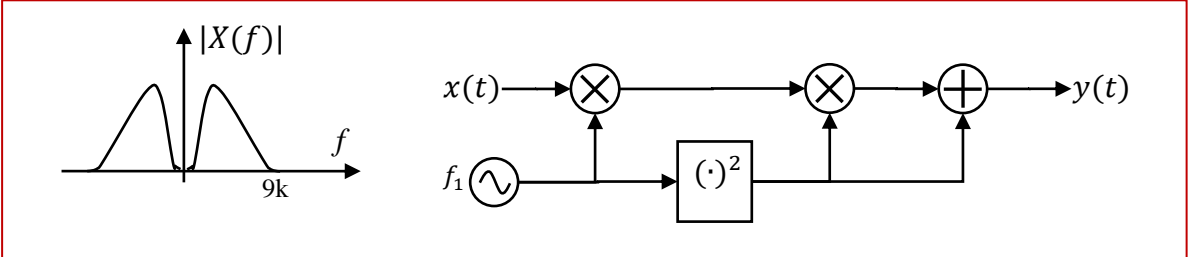 |X(f)|
f
9k
x(t)
y(t)
f₁
(·)²